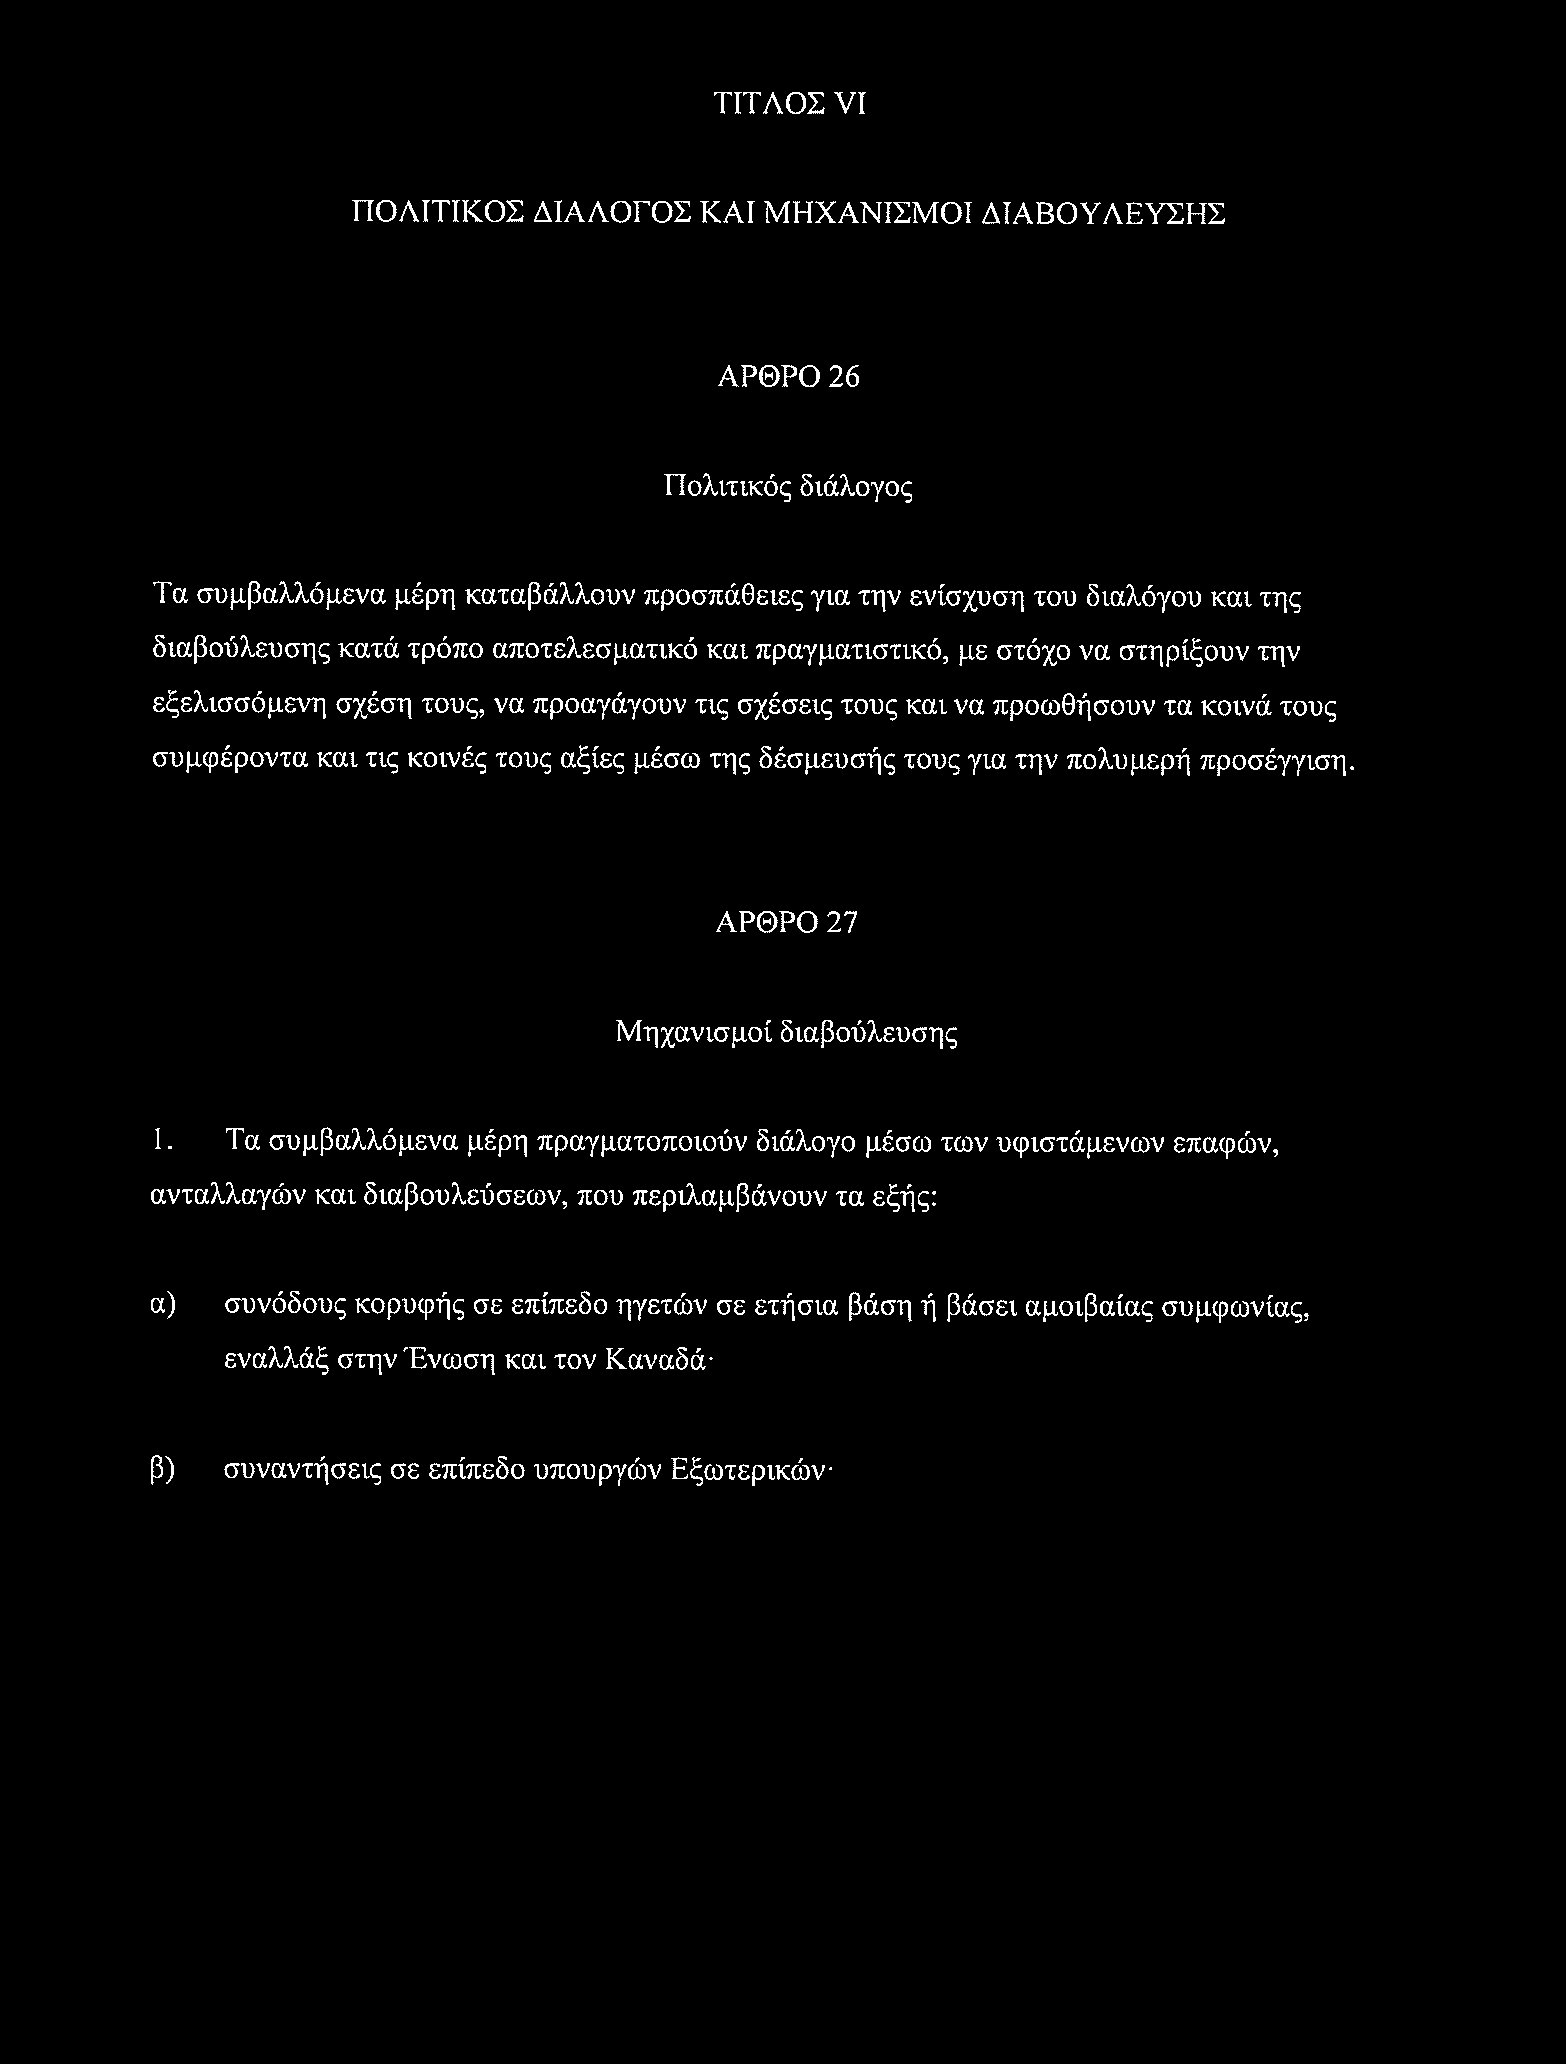 ΤΙΤΛΟΣ VI
ΠΟΛΙΤΙΚΟΣ ΔΙΑΛΟΓΟΣ ΚΑΙ ΜΗΧΑΝΙΣΜΟΙ ΔΙΑΒΟΥΛΕΥΣΗΣ
ΑΡΘΡΟ 26
Πολιτικός διάλογος
Τα συμβαλλόμενα μέρη καταβάλλουν προσπάθειες για την ενίσχυση του διαλόγου και της
διαβούλευσης κατά τρόπο αποτελεσματικό και πραγματιστικό, με στόχο να στηρίξουν την
εξελισσόμενη σχέση τους, να προαγάγουν τις σχέσεις τους και να προωθήσουν τα κοινά τους
συμφέροντα και τις κοινές τους αξίες μέσω της δέσμευσής τους για την πολυμερή προσέγγιση.
ΑΡΘΡΟ 27
Μηχανισμοί διαβούλευσης
1. Τα συμβαλλόμενα μέρη πραγματοποιούν διάλογο μέσω των υφιστάμενων επαφών,
ανταλλαγών και διαβουλεύσεων, που περιλαμβάνουν τα εξής:
α) συνόδους κορυφής σε επίπεδο ηγετών σε ετήσια βάση ή βάσει αμοιβαίας συμφωνίας,
εναλλάξ στην Ένωση και τον Καναδά·
β) συναντήσεις σε επίπεδο υπουργών Εξωτερικών·